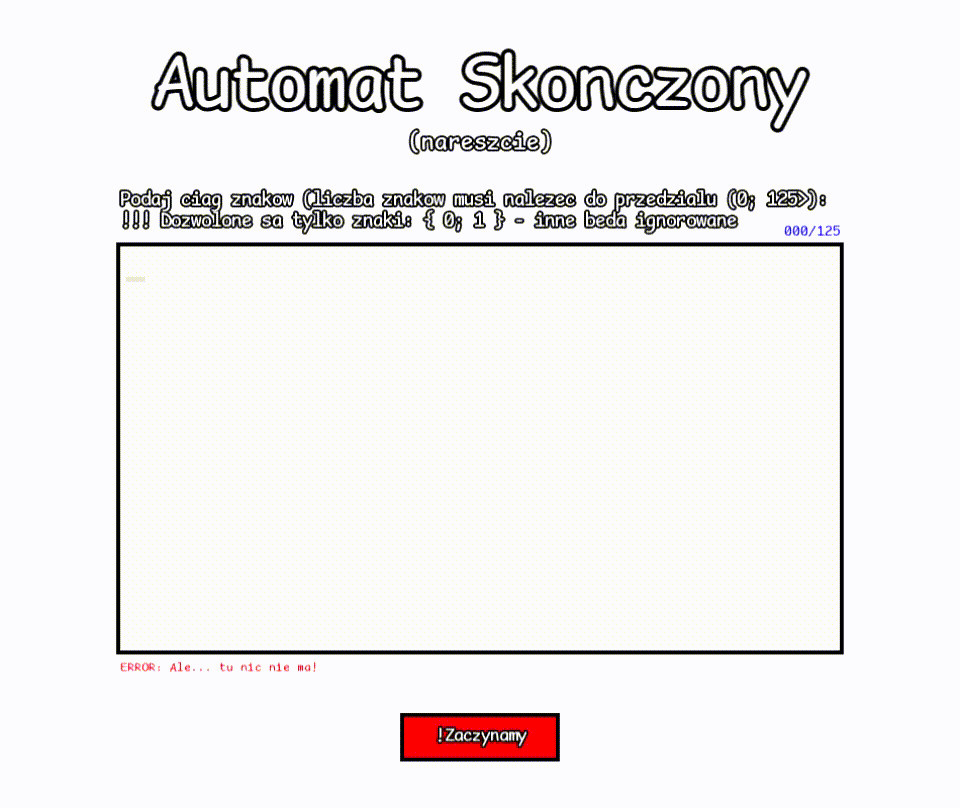 Automat Skonczony
(nareszcie)
Podaj ciag znakow (liczba znakow musi nalezec do przedzialu (0; 125>):
!!! Dozwolone sa tylko znaki: { 0; 1 } - inne beda ignorowane
000/125
ERROR: Ale... tu nic nie ma!
!Zaczynamy